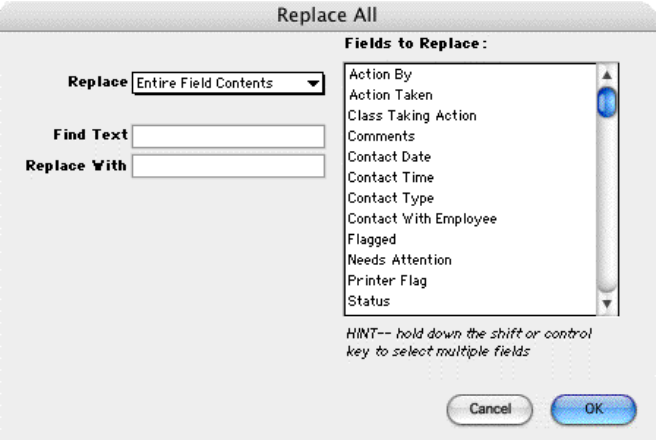 Replace All
Fields to Replace:
Replace Entire Field Contents
Find Text
Replace With
Action By
Action Taken
Class Taking Action
Comments
Contact Date
Contact Time
Contact Type
Contact With Employee
Flagged
Needs Attention
Printer Flag
Status
HINT-- hold down the shift or control
key to select multiple fields
Cancel OK